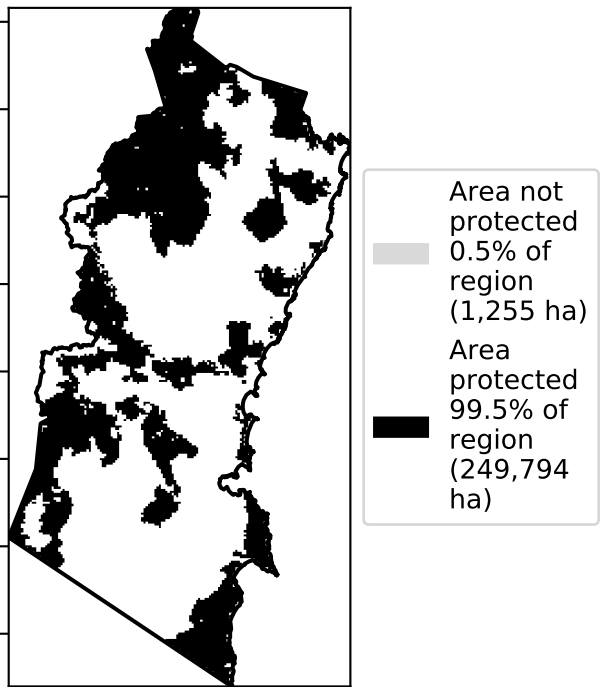 Area not
protected
0.5% of
region
(1,255 ha)
Area
protected
99.5% of
region
(249,794
ha)